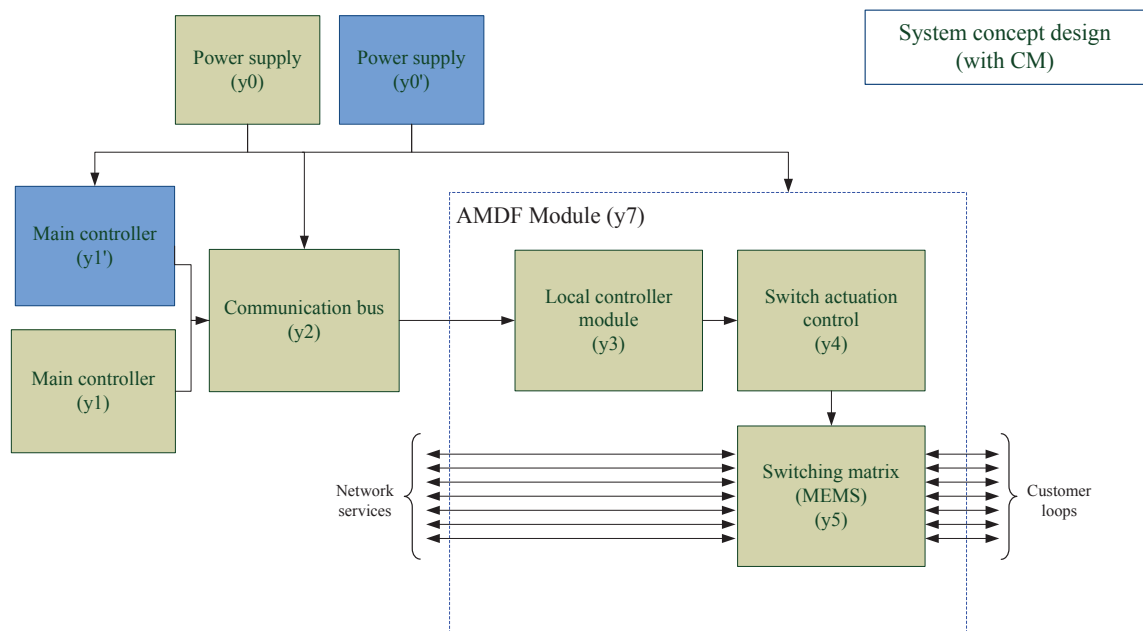 Power supply
(y0)
Power supply
(y0')
System concept design
(with CM)
Main controller
(y1')
AMDF Module (y7)
Communication bus
(y2)
Local controller
module
(y3)
Switch actuation
control
(y4)
Main controller
(y1)
Network
services
Switching matrix
(MEMS)
(y5)
Customer
loops